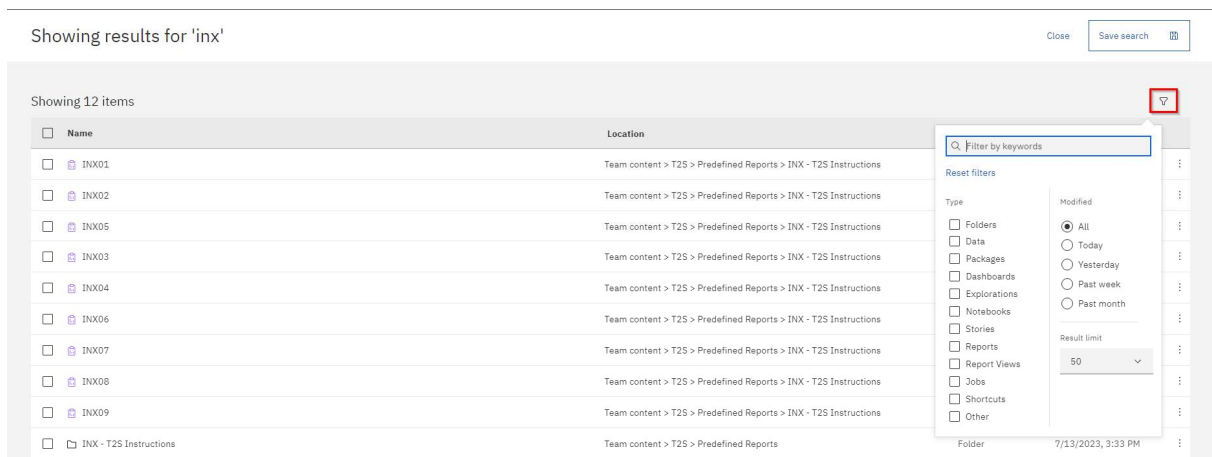 Showing results for 'inx'
Close
Save search
Showing 12 items
Name
Location
Filter by keywords
Reset filters
Type
Modified
Folders
Data
Packages
Dashboards
Explorations
Notebooks
Stories
Reports
Report Views
Jobs
Shortcuts
Other
All
Today
Yesterday
Past week
Past month
Result limit
50
INX01 Team content > T2S > Predefined Reports > INX - T2S Instructions
INX02 Team content > T2S > Predefined Reports > INX - T2S Instructions
INX05 Team content > T2S > Predefined Reports > INX - T2S Instructions
INX03 Team content > T2S > Predefined Reports > INX - T2S Instructions
INX04 Team content > T2S > Predefined Reports > INX - T2S Instructions
INX06 Team content > T2S > Predefined Reports > INX - T2S Instructions
INX07 Team content > T2S > Predefined Reports > INX - T2S Instructions
INX08 Team content > T2S > Predefined Reports > INX - T2S Instructions
INX09 Team content > T2S > Predefined Reports > INX - T2S Instructions
INX - T2S Instructions Team content > T2S > Predefined Reports Folder 7/13/2023, 3:33 PM